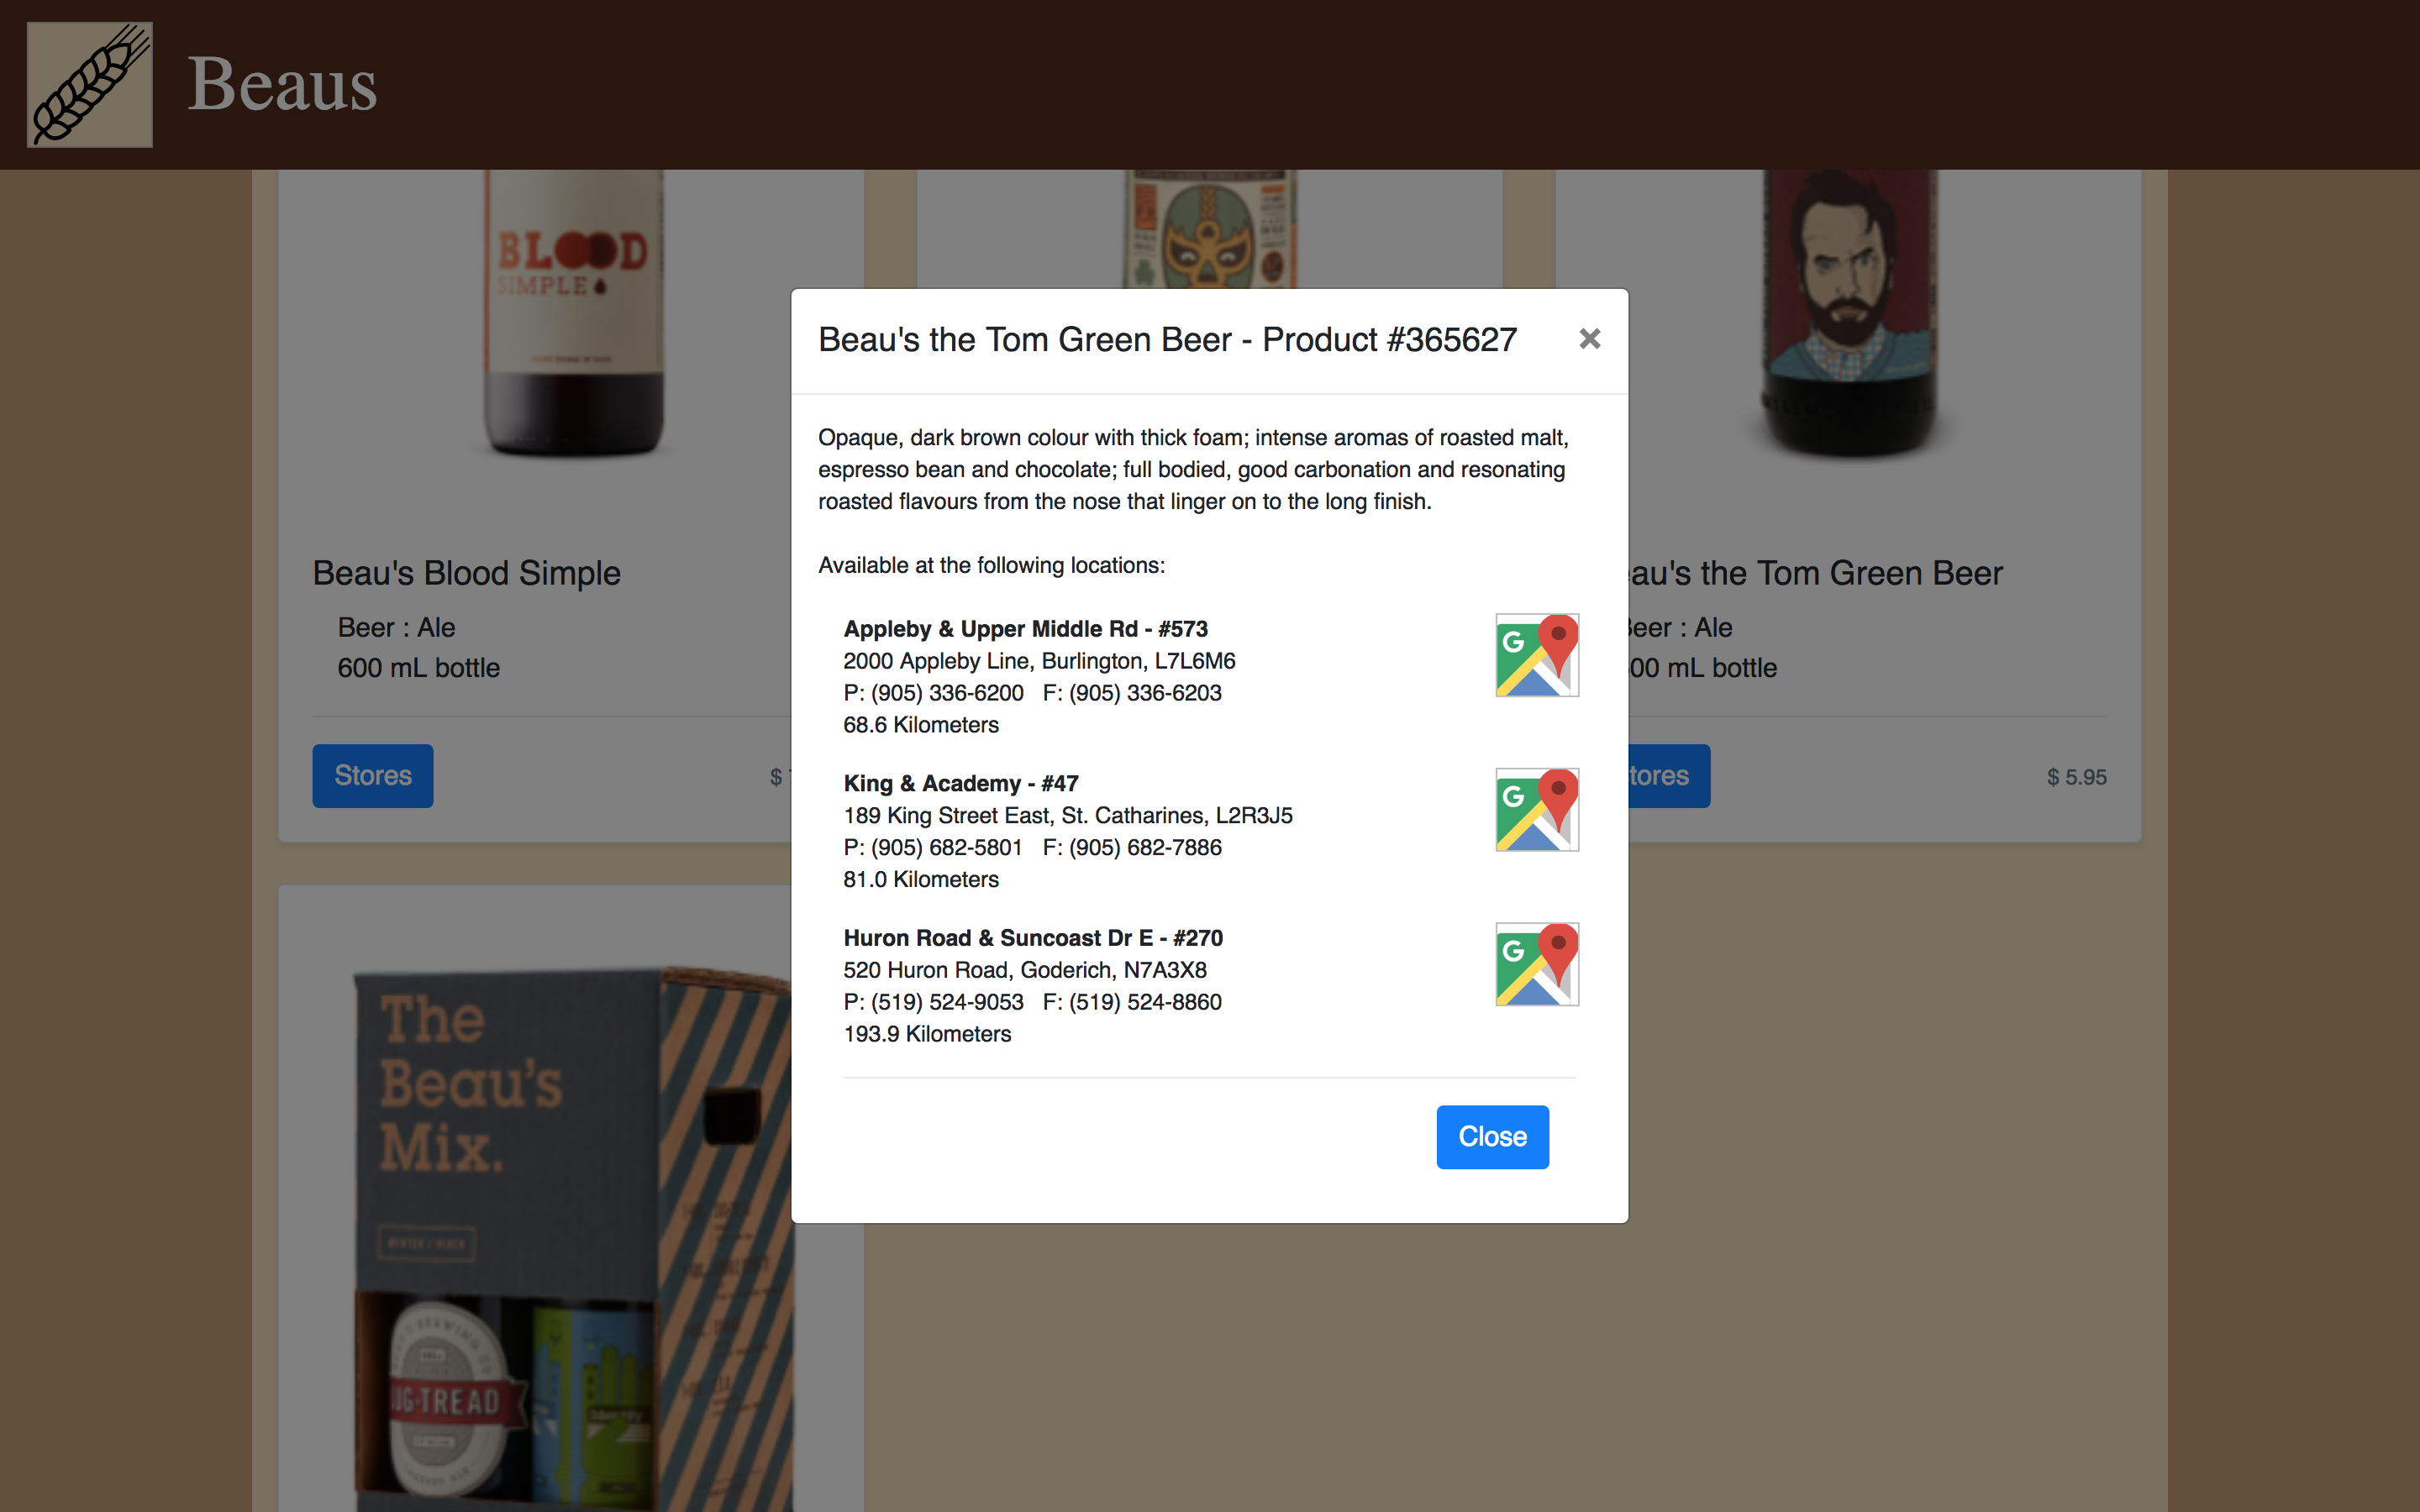 Beaus
BLOOD
SIMPLE
Beau's the Tom Green Beer - Product #365627
×
Opaque, dark brown colour with thick foam; intense aromas of roasted malt,
espresso bean and chocolate; full bodied, good carbonation and resonating
roasted flavours from the nose that linger on to the long finish.
Available at the following locations:
Appleby & Upper Middle Rd - #573
2000 Appleby Line, Burlington, L7L6M6
P: (905) 336-6200 F: (905) 336-6203
68.6 Kilometers
G
King & Academy - #47
189 King Street East, St. Catharines, L2R3J5
P: (905) 682-5801 F: (905) 682-7886
81.0 Kilometers
G
Huron Road & Suncoast Dr E - #270
520 Huron Road, Goderich, N7A3X8
P: (519) 524-9053 F: (519) 524-8860
193.9 Kilometers
G
Close
Beau's Blood Simple
Beer : Ale
600 mL bottle
Stores
$
au's the Tom Green Beer
eer : Ale
00 mL bottle
tores
$ 5.95
The
Beau's
Mix.
UG·TREAD
Identity